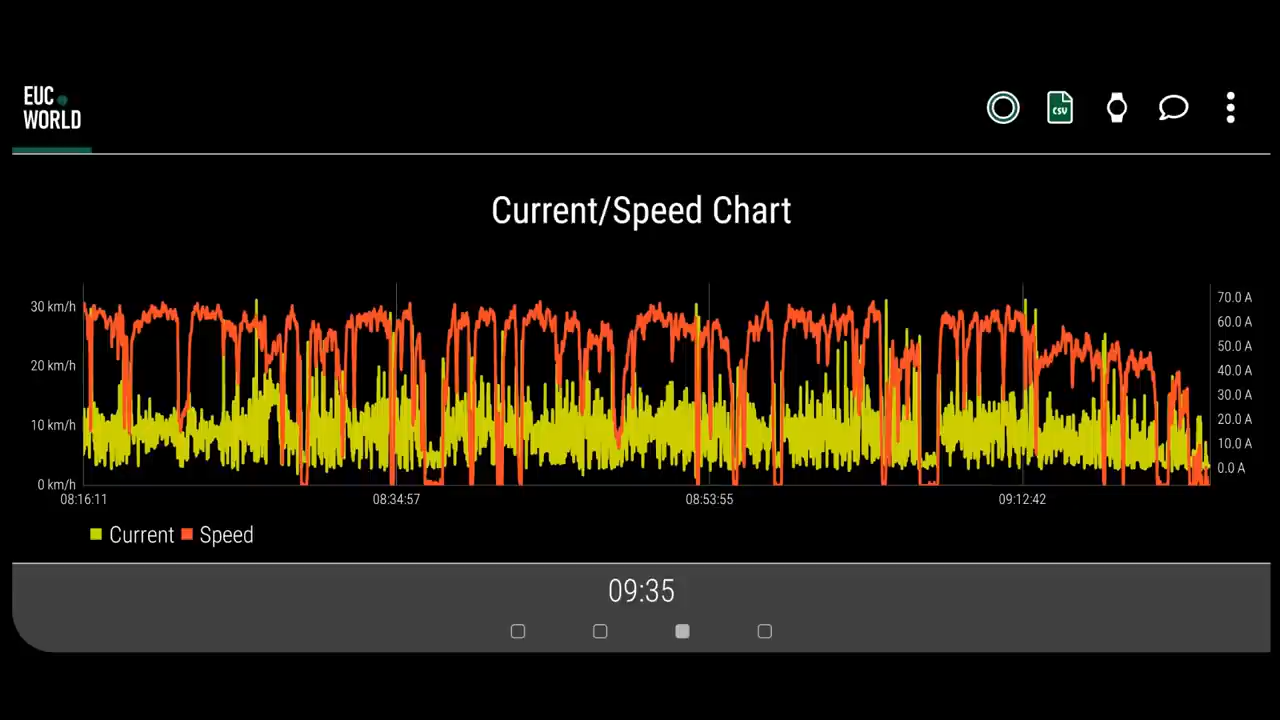 EUC
WORLD
CSV
Current/Speed Chart
30 km/h
20 km/h
10 km/h
0 km/h
70.0 A
60.0 A
50.0 A
40.0 A
30.0 A
20.0 A
10.0 A
0.0 A
08:16:11
08:34:57
08:53:55
09:12:42
Current
Speed
09:35